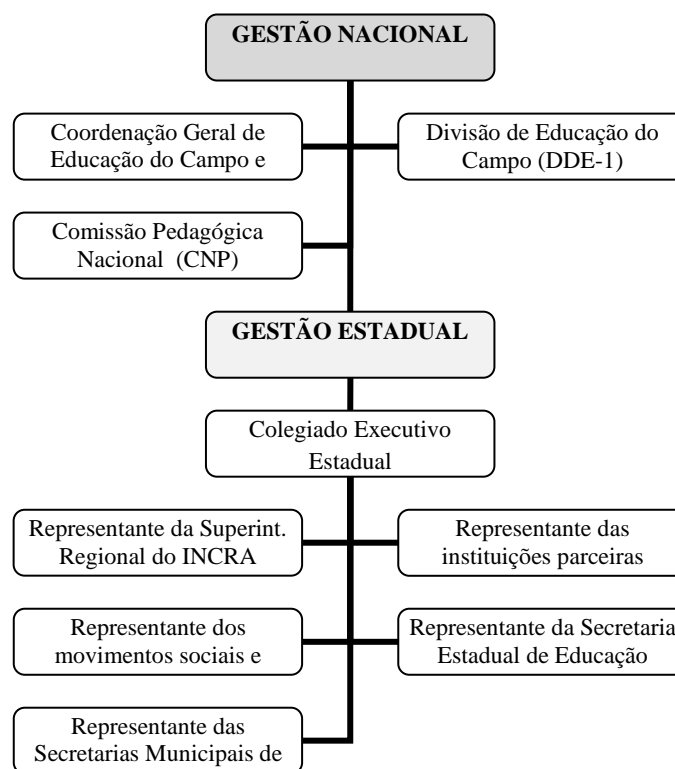 GESTÃO NACIONAL
Coordenação Geral de
Educação do Campo e
Divisão de Educação do
Campo (DDE-1)
Comissão Pedagógica
Nacional (CNP)
GESTÃO ESTADUAL
Colegiado Executivo
Estadual
Representante da Superint.
Regional do INCRA
Representante das
instituições parceiras
Representante dos
movimentos sociais e
Representante da Secretaria
Estadual de Educação
Representante das
Secretarias Municipais de